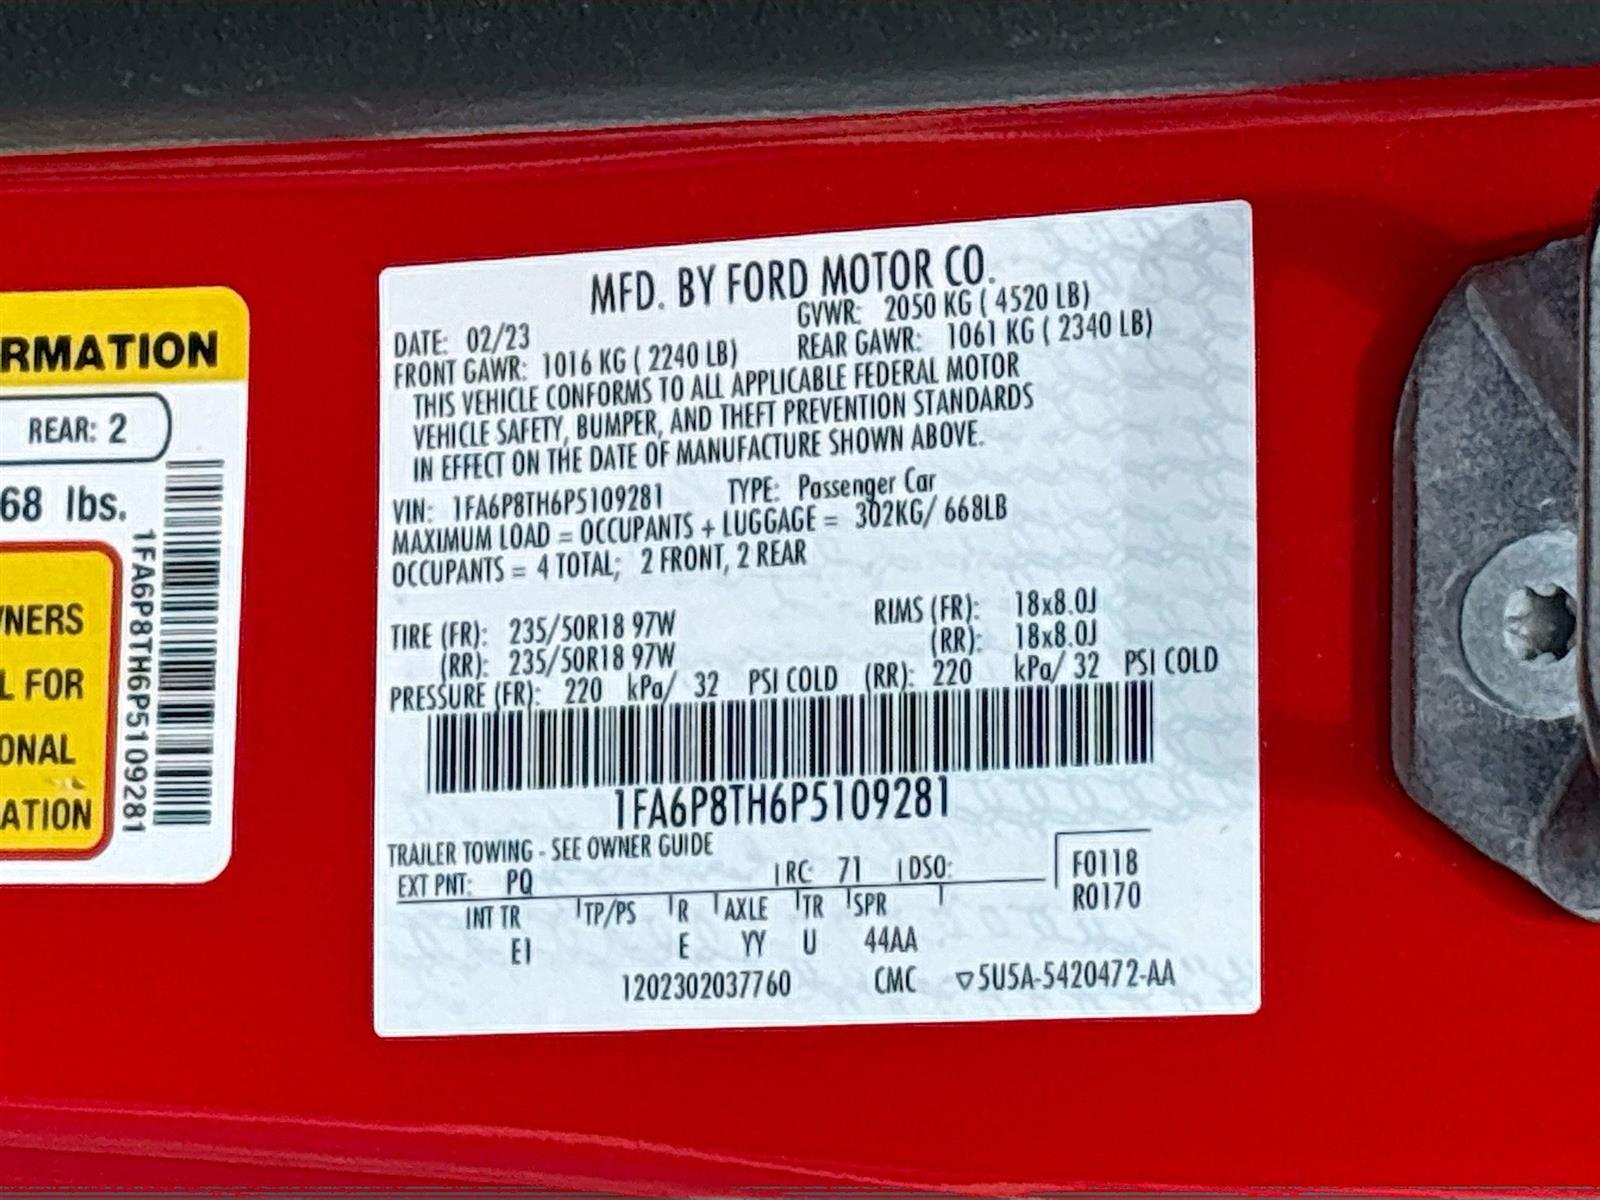 RMATION
REAR: 2
68 lbs.
WNERS
L FOR
ONAL
ATION
1FA6P8TH6P5109281
MFD. BY FORD MOTOR CO.
DATE: 02/23 GVWR: 2050 KG ( 4520 LB)
FRONT GAWR: 1016 KG ( 2240 LB) REAR GAWR: 1061 KG ( 2340 LB)
THIS VEHICLE CONFORMS TO ALL APPLICABLE FEDERAL MOTOR
VEHICLE SAFETY, BUMPER, AND THEFT PREVENTION STANDARDS
IN EFFECT ON THE DATE OF MANUFACTURE SHOWN ABOVE.
VIN: 1FA6P8TH6P5109281 TYPE: Passenger Car
MAXIMUM LOAD = OCCUPANTS + LUGGAGE = 302KG/ 668LB
OCCUPANTS = 4 TOTAL; 2 FRONT, 2 REAR
TIRE (FR): 235/50R18 97W RIMS (FR): 18x8.0J
(RR): 235/50R18 97W (RR): 18x8.0J
PRESSURE (FR): 220 kPa/ 32 PSI COLD (RR): 220 kPa/ 32 PSI COLD
1FA6P8TH6P5109281
TRAILER TOWING - SEE OWNER GUIDE
EXT PNT: PQ RC: 71 DSO: F0118
R0170
INT TR TP/PS R AXLE TR SPR
EI E YY U 44AA
1202302037760 CMC ▽5U5A-5420472-AA